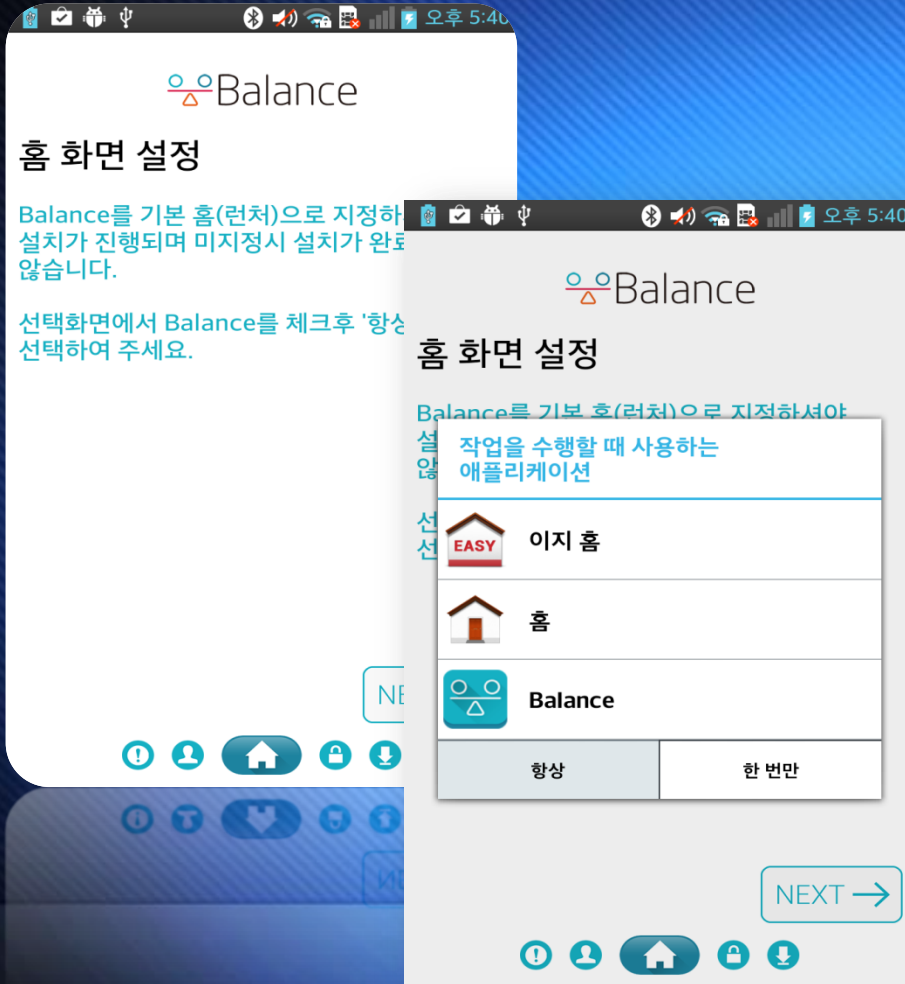 오후 5:40
Balance
홈 화면 설정
Balance를 기본 홈(런처)으로 지정하
설치가 진행되며 미지정시 설치가 완료
않습니다.
선택화면에서 Balance를 체크후 '항상
선택하여 주세요.
NE
오후 5:40
Balance
홈 화면 설정
Balance를 기본 홈(런처)으로 지정하셔야
설
않
선
선
작업을 수행할 때 사용하는
애플리케이션
EASY
이지 홈
홈
Balance
항상
한 번만
NEXT